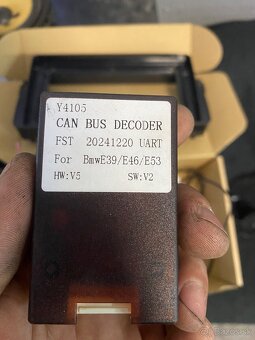 Y4105
CAN BUS DECODER
FST 20241220 UART
For BmwE39/E46/E53
HW:V5 SW:V2